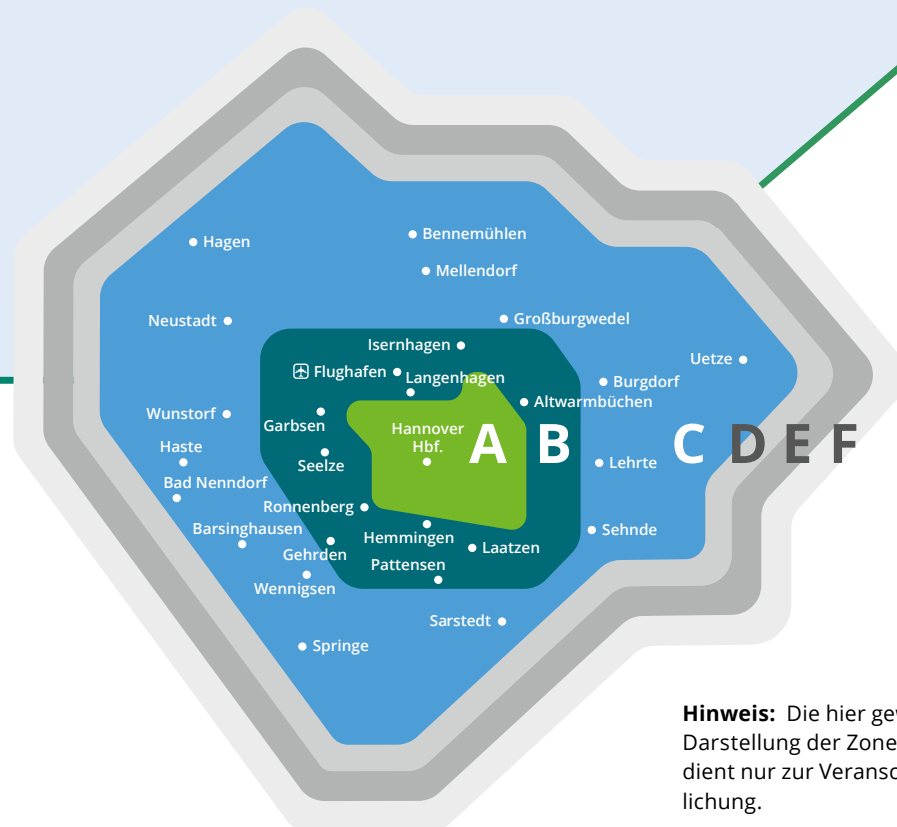 Hagen
Bennemühlen
Mellendorf
Neustadt
Großburgwedel
Isernhagen
Uetze
Flughafen
Langenhagen
Burgdorf
Altwarmbüchen
Wunstorf
Garbsen
Hannover
Hbf.
A B C D E F
Haste
Seelze
Lehrte
Bad Nenndorf
Ronnenberg
Barsinghausen
Hemmingen
Sehnde
Gehrden
Laatzen
Pattensen
Wennigsen
Sarstedt
Springe
Hinweis: Die hier
Darstellung der Zone
dient nur zur
lichung.